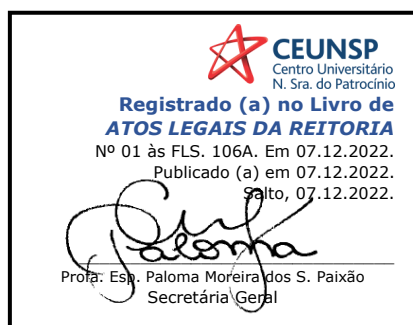 CEUNSP
Centro Universitário
N. Sra. do Patrocínio
Registrado (a) no Livro de
ATOS LEGAIS DA REITORIA
Nº 01 às FLS. 106A. Em 07.12.2022.
Publicado (a) em 07.12.2022.
Salto, 07.12.2022.
Paloma
Profa. Esp. Paloma Moreira dos S. Paixão
Secretária Geral